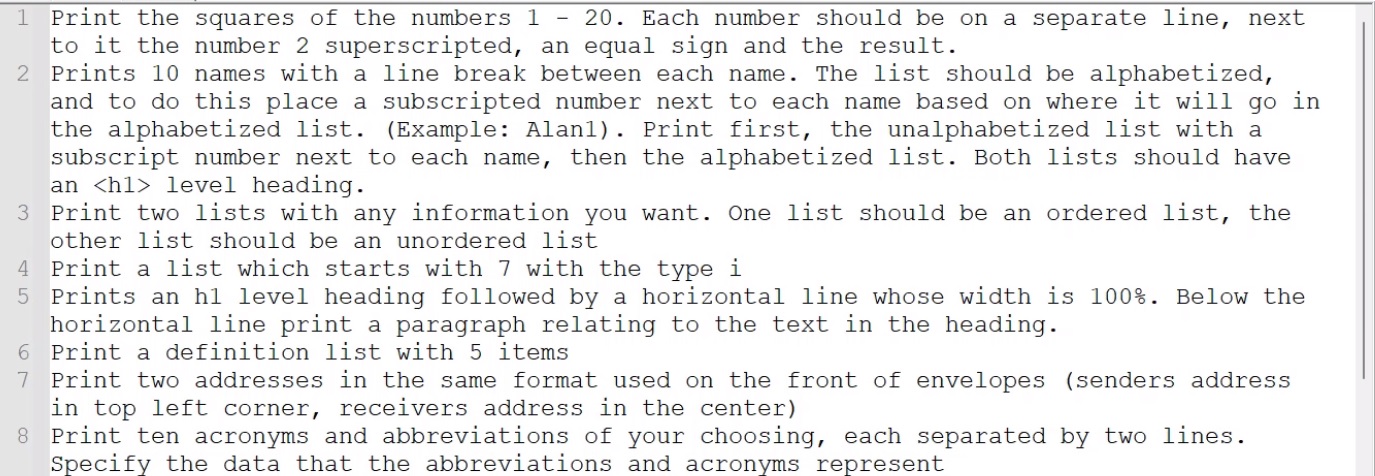 1 Print the squares of the numbers 1 - 20. Each number should be on a separate line, next
to it the number 2 superscripted, an equal sign and the result.
2 Prints 10 names with a line break between each name. The list should be alphabetized,
and to do this place a subscripted number next to each name based on where it will go in
the alphabetized list. (Example: Alan1). Print first, the unalphabetized list with a
subscript number next to each name, then the alphabetized list. Both lists should have
an <h1> level heading.
3 Print two lists with any information you want. One list should be an ordered list, the
other list should be an unordered list
4 Print a list which starts with 7 with the type i
5 Prints an h1 level heading followed by a horizontal line whose width is 100%. Below the
horizontal line print a paragraph relating to the text in the heading.
6 Print a definition list with 5 items
7 Print two addresses in the same format used on the front of envelopes (senders address
in top left corner, receivers address in the center)
8 Print ten acronyms and abbreviations of your choosing, each separated by two lines.
Specify the data that the abbreviations and acronyms represent